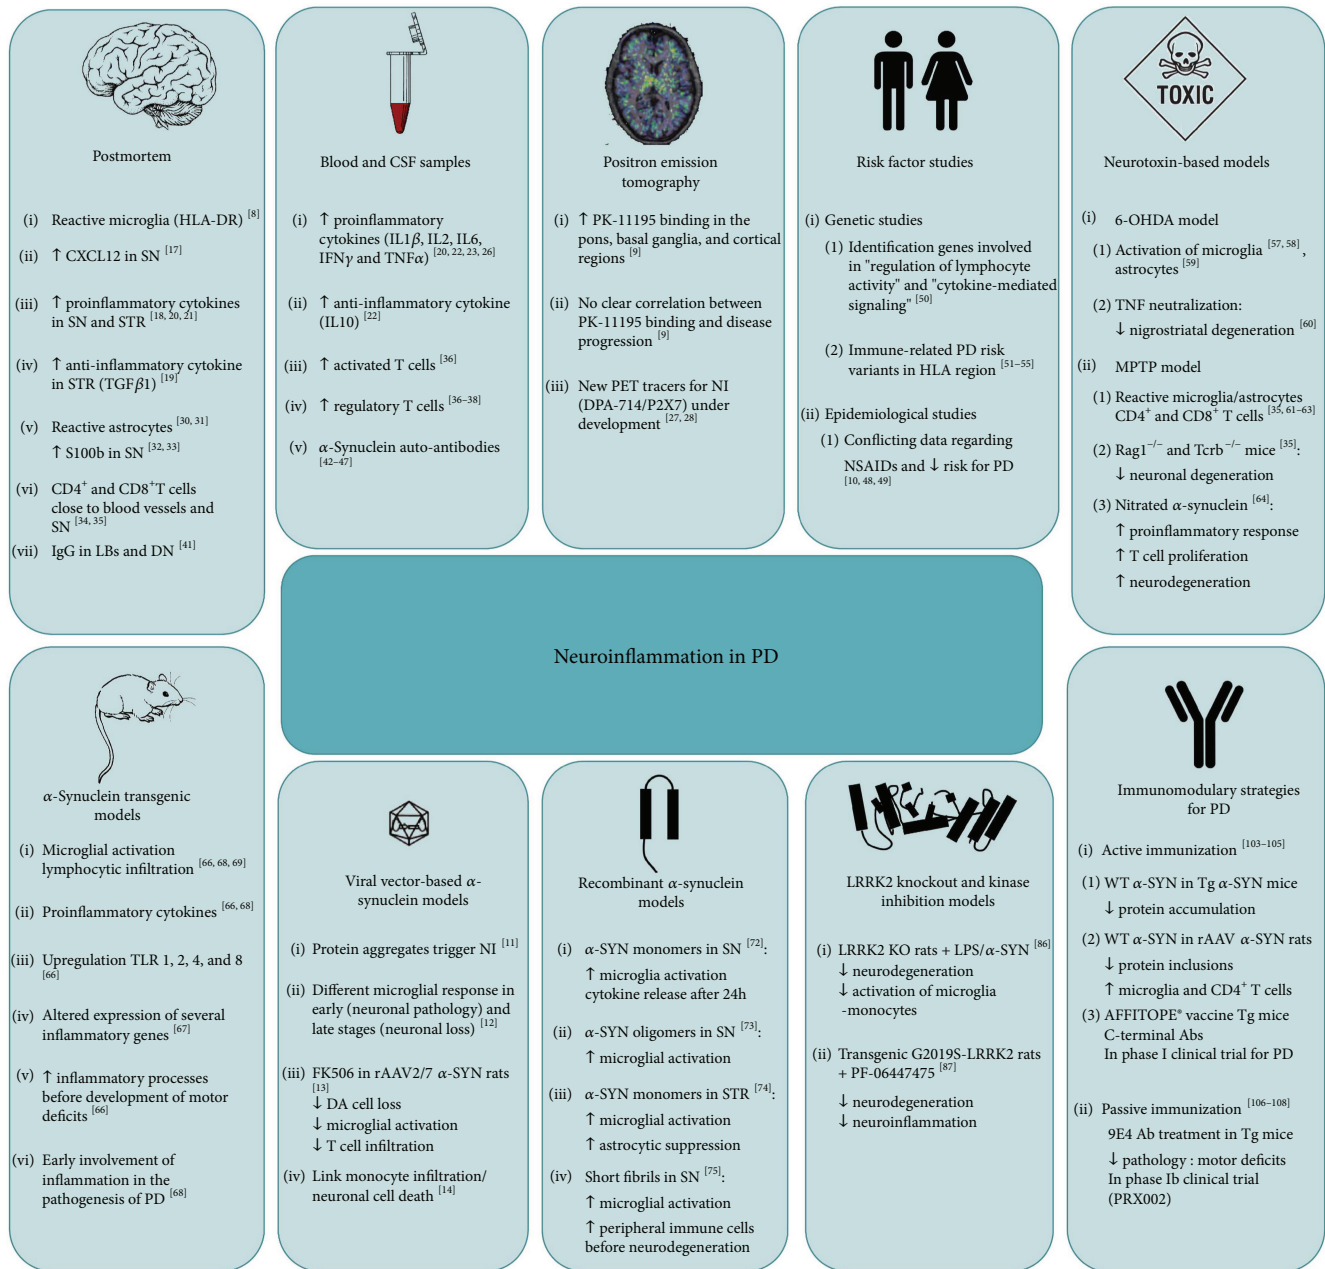 Postmortem
(i) Reactive microglia (HLA-DR) [8]
(ii) ↑ CXCL12 in SN [17]
(iii) ↑ proinflammatory cytokines
in SN and STR [18, 20, 21]
(iv) ↑ anti-inflammatory cytokine
in STR (TGFβ1) [19]
(v) Reactive astrocytes [30, 31]
↑ S100b in SN [32, 33]
(vi) CD4+ and CD8+T cells
close to blood vessels and
SN [34, 35]
(vii) IgG in LBs and DN [41]
Blood and CSF samples
(i) ↑ proinflammatory
cytokines (IL1β, IL2, IL6,
IFNγ and TNFα) [20, 22, 23, 26]
(ii) ↑ anti-inflammatory cytokine
(IL10) [22]
(iii) ↑ activated T cells [36]
(iv) ↑ regulatory T cells [36–38]
(v) α-Synuclein auto-antibodies
[42–47]
Positron emission
tomography
(i) ↑ PK-11195 binding in the
pons, basal ganglia, and cortical
regions [9]
(ii) No clear correlation between
PK-11195 binding and disease
progression [9]
(iii) New PET tracers for NI
(DPA-714/P2X7) under
development [27, 28]
Risk factor studies
(i) Genetic studies
(1) Identification genes involved
in "regulation of lymphocyte
activity" and "cytokine-mediated
signaling" [50]
(2) Immune-related PD risk
variants in HLA region [51–55]
(ii) Epidemiological studies
(1) Conflicting data regarding
NSAIDs and ↓ risk for PD
[10, 48, 49]
TOXIC
Neurotoxin-based models
(i) 6-OHDA model
(1) Activation of microglia [57, 58],
astrocytes [59]
(2) TNF neutralization:
↓ nigrostriatal degeneration [60]
(ii) MPTP model
(1) Reactive microglia/astrocytes
CD4+ and CD8+ T cells [35, 61–63]
(2) Rag1−/− and Tcrb−/− mice [35]:
↓ neuronal degeneration
(3) Nitrated α-synuclein [64]:
↑ proinflammatory response
↑ T cell proliferation
↑ neurodegeneration
Neuroinflammation in PD
α-Synuclein transgenic
models
(i) Microglial activation
lymphocytic infiltration [66, 68, 69]
(ii) Proinflammatory cytokines [66, 68]
(iii) Upregulation TLR 1, 2, 4, and 8
[66]
(iv) Altered expression of several
inflammatory genes [67]
(v) ↑ inflammatory processes
before development of motor
deficits [66]
(vi) Early involvement of
inflammation in the
pathogenesis of PD [68]
Viral vector-based α-
synuclein models
(i) Protein aggregates trigger NI [11]
(ii) Different microglial response in
early (neuronal pathology) and
late stages (neuronal loss) [12]
(iii) FK506 in rAAV2/7 α-SYN rats
[13]
↓ DA cell loss
↓ microglial activation
↓ T cell infiltration
(iv) Link monocyte infiltration/
neuronal cell death [14]
Recombinant α-synuclein
models
(i) α-SYN monomers in SN [72]:
↑ microglia activation
cytokine release after 24h
(ii) α-SYN oligomers in SN [73]:
↑ microglial activation
(iii) α-SYN monomers in STR [74]:
↑ microglial activation
↑ astrocytic suppression
(iv) Short fibrils in SN [75]:
↑ microglial activation
↑ peripheral immune cells
before neurodegeneration
LRRK2 knockout and kinase
inhibition models
(i) LRRK2 KO rats + LPS/α-SYN [86]
↓ neurodegeneration
↓ activation of microglia
-monocytes
(ii) Transgenic G2019S-LRRK2 rats
+ PF-06447475 [87]
↓ neurodegeneration
↓ neuroinflammation
Immunomodulary strategies
for PD
(i) Active immunization [103–105]
(1) WT α-SYN in Tg α-SYN mice
↓ protein accumulation
(2) WT α-SYN in rAAV α-SYN rats
↓ protein inclusions
↑ microglia and CD4+ T cells
(3) AFFITOPE® vaccine Tg mice
C-terminal Abs
In phase I clinical trial for PD
(ii) Passive immunization [106–108]
9E4 Ab treatment in Tg mice
↓ pathology : motor deficits
In phase Ib clinical trial
(PRX002)